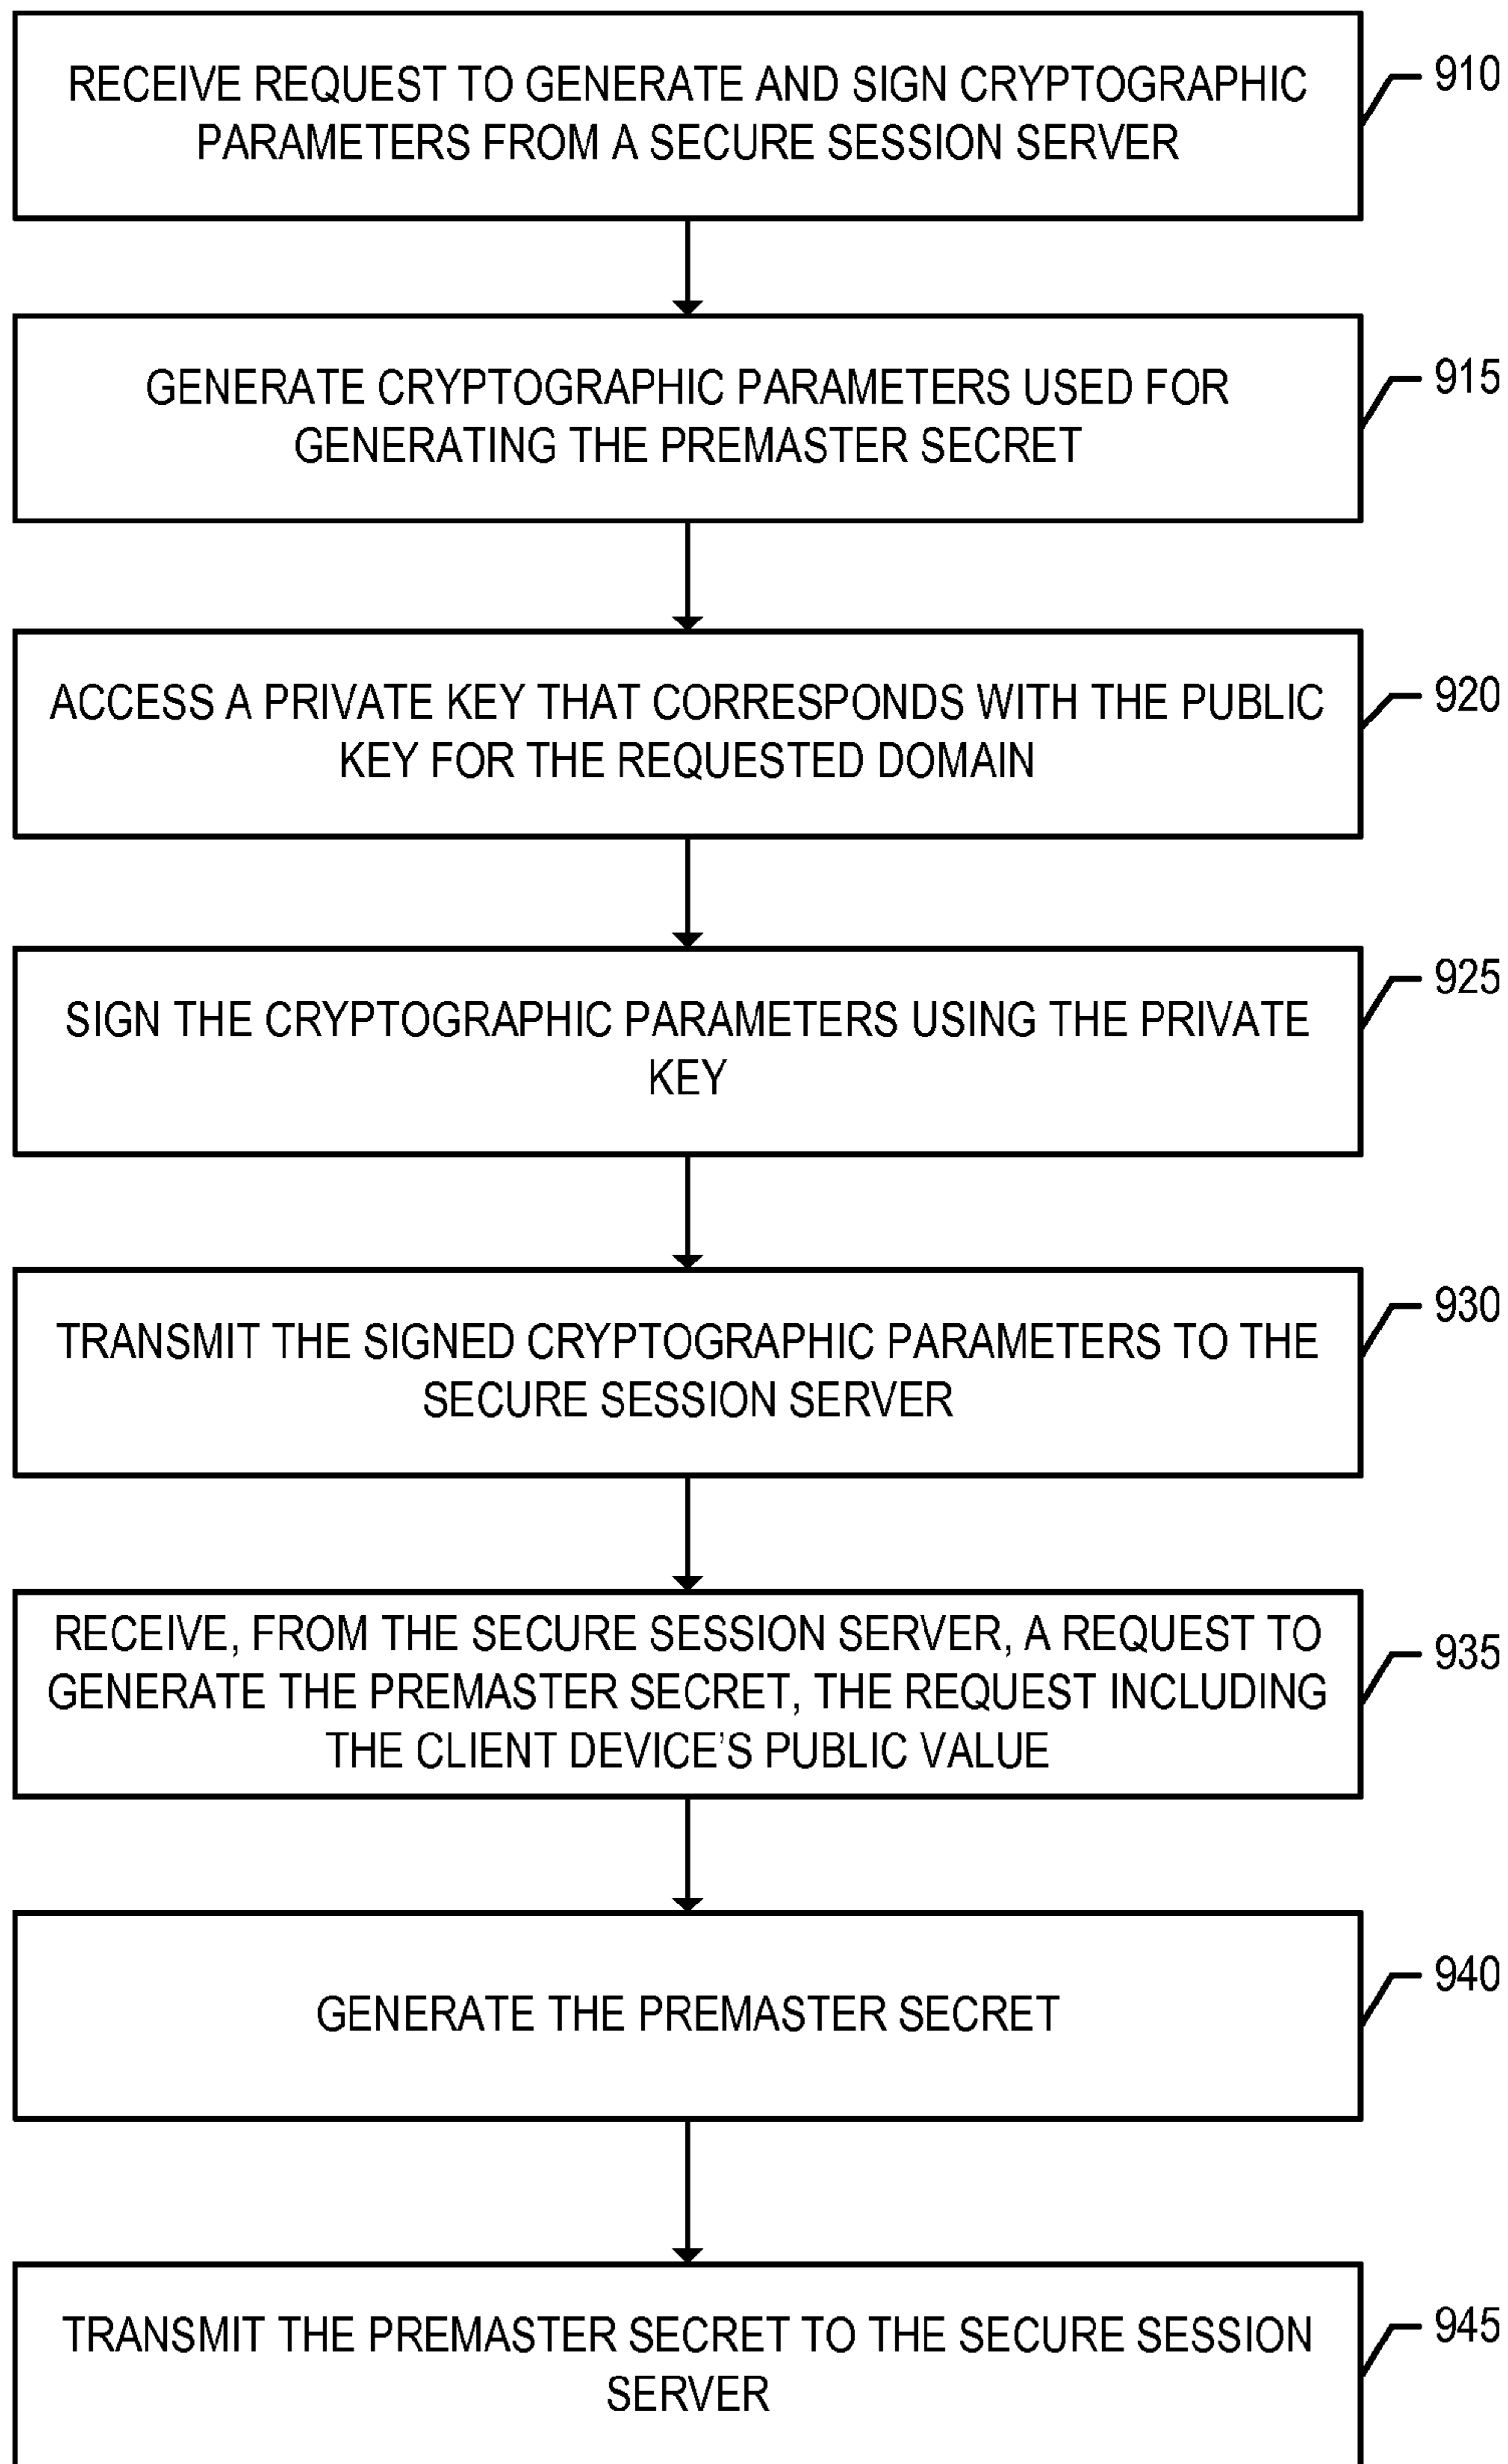 RECEIVE REQUEST TO GENERATE AND SIGN CRYPTOGRAPHIC
PARAMETERS FROM A SECURE SESSION SERVER
910
GENERATE CRYPTOGRAPHIC PARAMETERS USED FOR
GENERATING THE PREMASTER SECRET
915
ACCESS A PRIVATE KEY THAT CORRESPONDS WITH THE PUBLIC
KEY FOR THE REQUESTED DOMAIN
920
SIGN THE CRYPTOGRAPHIC PARAMETERS USING THE PRIVATE
KEY
925
TRANSMIT THE SIGNED CRYPTOGRAPHIC PARAMETERS TO THE
SECURE SESSION SERVER
930
RECEIVE, FROM THE SECURE SESSION SERVER, A REQUEST TO
GENERATE THE PREMASTER SECRET, THE REQUEST INCLUDING
THE CLIENT DEVICE’S PUBLIC VALUE
935
GENERATE THE PREMASTER SECRET
940
TRANSMIT THE PREMASTER SECRET TO THE SECURE SESSION
SERVER
945